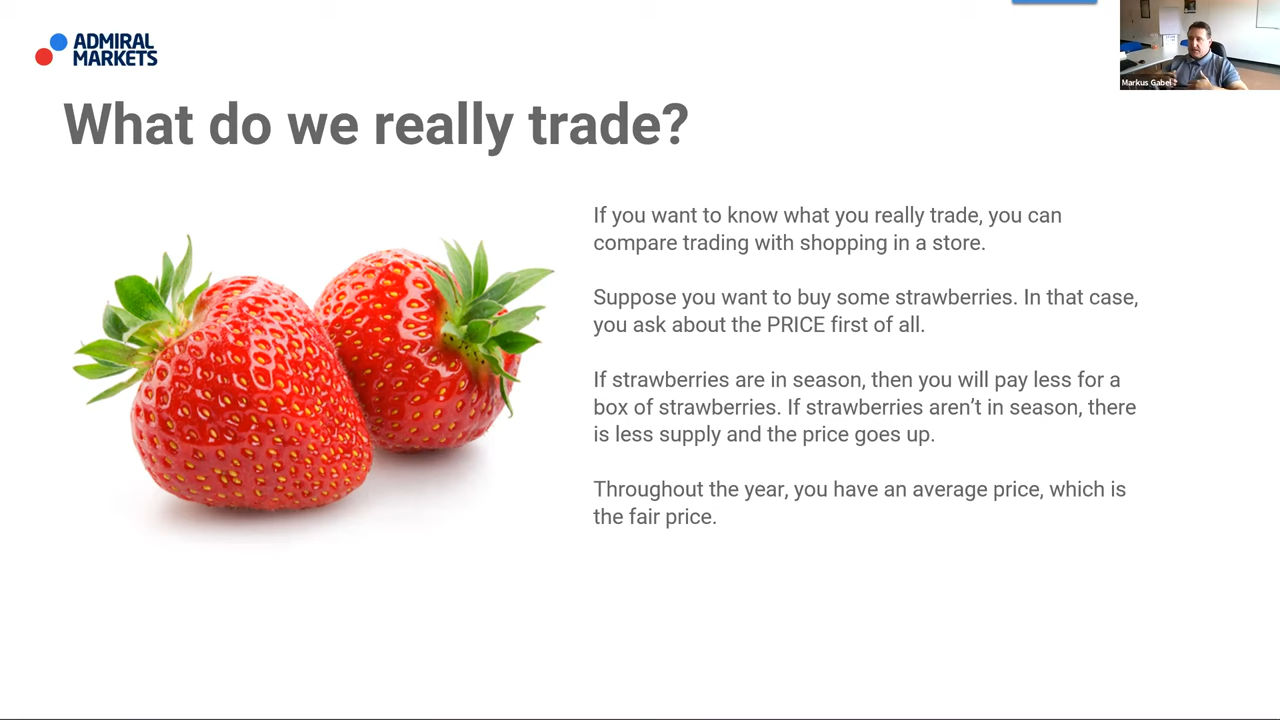 ADMIRAL
MARKETS
Markus Gabel
What do we really trade?
If you want to know what you really trade, you can
compare trading with shopping in a store.
Suppose you want to buy some strawberries. In that case,
you ask about the PRICE first of all.
If strawberries are in season, then you will pay less for a
box of strawberries. If strawberries aren’t in season, there
is less supply and the price goes up.
Throughout the year, you have an average price, which is
the fair price.